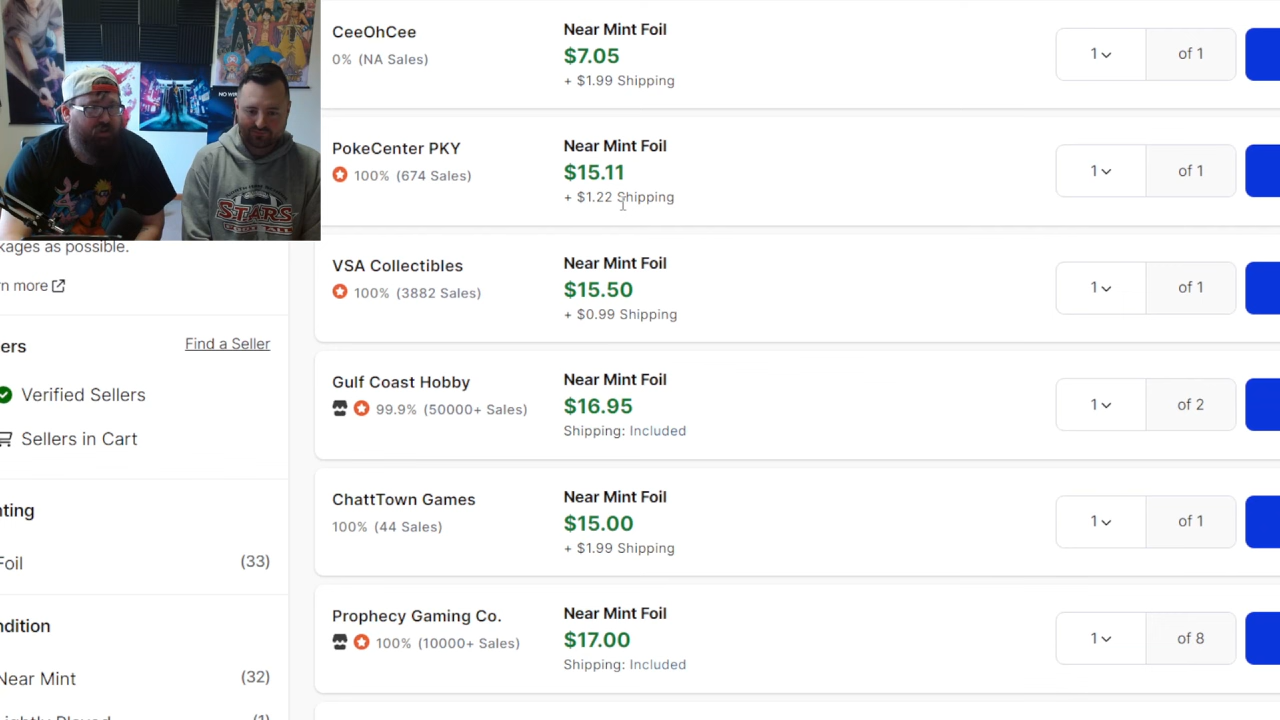 CeeOhCee
0% (NA Sales)
Near Mint Foil
$7.05
+ $1.99 Shipping
1
of 1
PokeCenter PKY
100% (674 Sales)
Near Mint Foil
$15.11
+ $1.22 Shipping
1
of 1
VSA Collectibles
100% (3882 Sales)
Near Mint Foil
$15.50
+ $0.99 Shipping
1
of 1
Gulf Coast Hobby
99.9% (50000+ Sales)
Near Mint Foil
$16.95
Shipping: Included
1
of 2
ChattTown Games
100% (44 Sales)
Near Mint Foil
$15.00
+ $1.99 Shipping
1
of 1
Prophecy Gaming Co.
100% (10000+ Sales)
Near Mint Foil
$17.00
Shipping: Included
1
of 8
STARS
kages as possible.
rn more
ers
Find a Seller
Verified Sellers
Sellers in Cart
nting
Foil
(33)
ndition
Near Mint
(32)